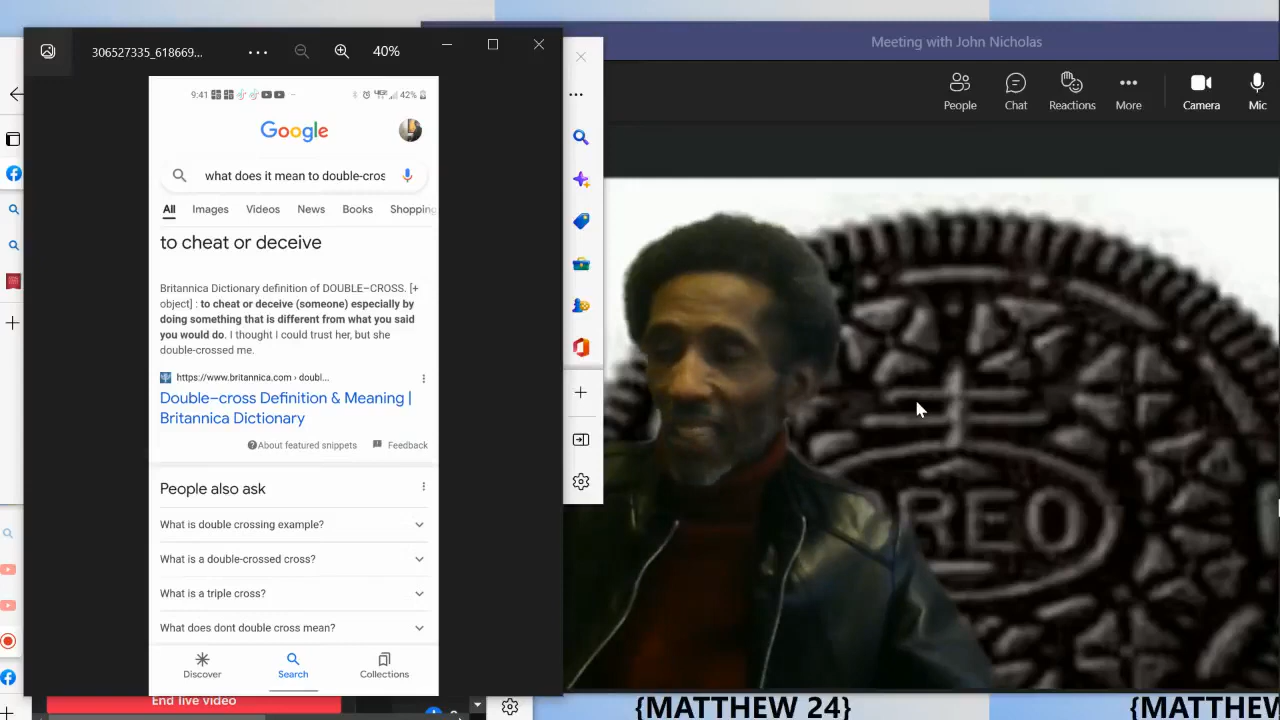 Meeting with John Nicholas
306527335_618669...
40%
People
Chat
Reactions
More
Camera
Mic
9:41
42%
Google
what does it mean to double-cros
All
Images
Videos
News
Books
Shopping
to cheat or deceive
Britannica Dictionary definition of DOUBLE–CROSS. [+
object] : to cheat or deceive (someone) especially by
doing something that is different from what you said
you would do. I thought I could trust her, but she
double-crossed me.
https://www.britannica.com › doubl...
Double–cross Definition & Meaning |
Britannica Dictionary
About featured snippets
Feedback
People also ask
What is double crossing example?
What is a double-crossed cross?
What is a triple cross?
What does dont double cross mean?
Discover
Search
Collections
REO
End live video
{MATTHEW 24}
{MATTHEW